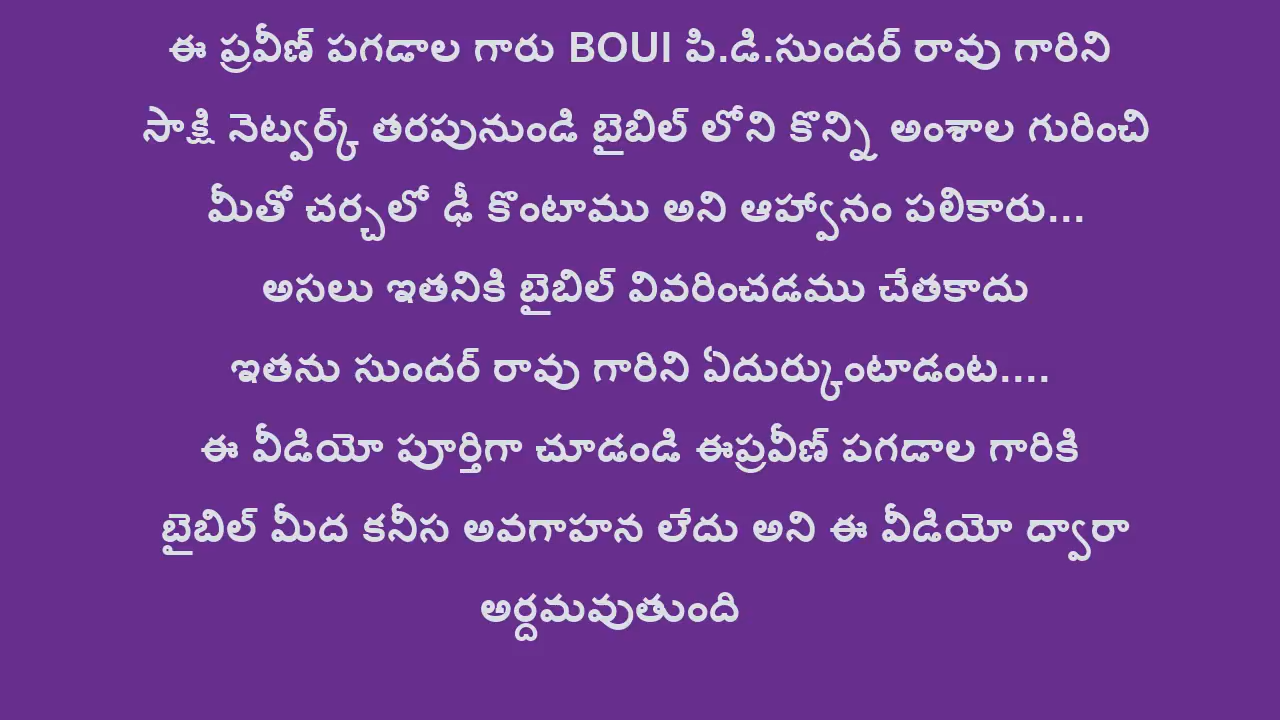 ఈ ప్రవీణ్ పగడాల గారు BOUI పి.డి.సుందర్ రావు గారిని
సాక్షి నెట్వర్క్ తరపునుండి బైబిల్ లోని కొన్ని అంశాల గురించి
మీతో చర్చలో ఢీ కొంటాము అని ఆహ్వానం పలికారు...
అసలు ఇతనికి బైబిల్ వివరించడము చేతకాదు
ఇతను సుందర్ రావు గారిని ఏదుర్కుంటాడంట....
ఈ వీడియో పూర్తిగా చూడండి ఈప్రవీణ్ పగడాల గారికి
బైబిల్ మీద కనీస అవగాహన లేదు అని ఈ వీడియో ద్వారా
అర్దమవుతుంది